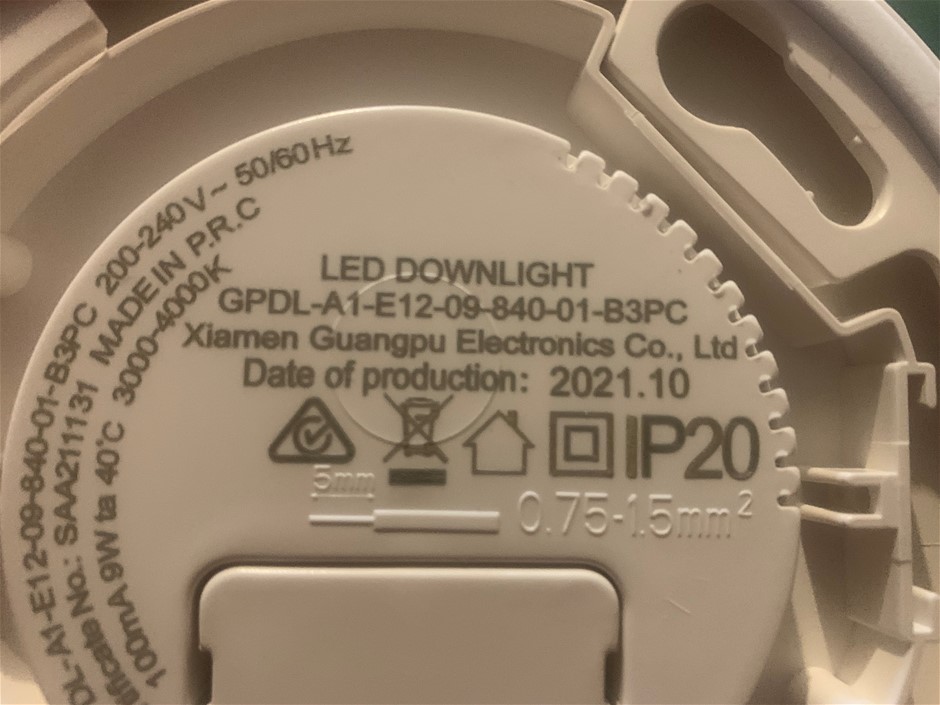 LED DOWNLIGHT
GPDL-A1-E12-09-840-01-B3PC
Xiamen Guangpu Electronics Co., Ltd
Date of production: 2021.10
IP20
5mm
0.75-1.5mm²
DL-A1-E12-09-840-01-B3PC 200-240V~ 50/60Hz
tificate No.: SAA211131 MADE IN P.R.C
100mA 9W ta 40℃ 3000-4000K